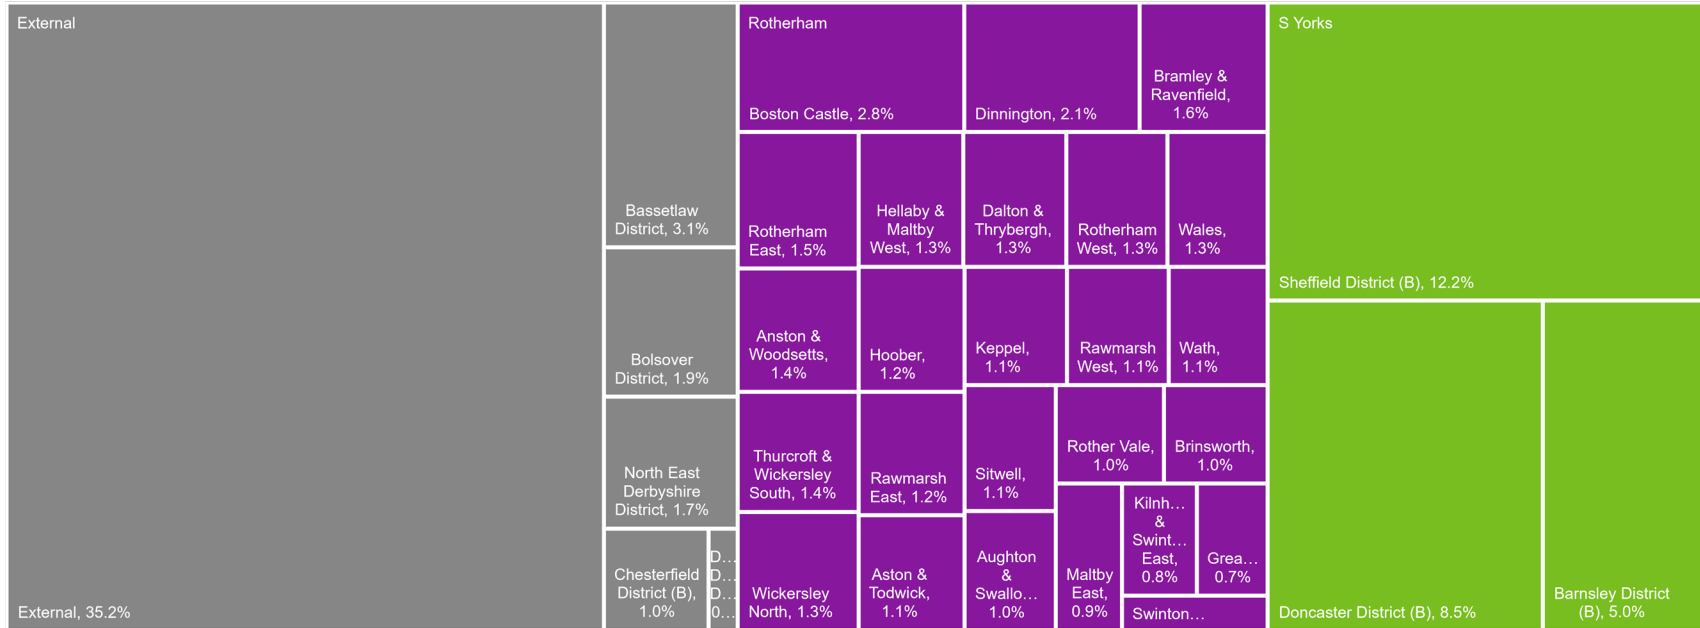 External
External, 35.2%
Bassetlaw
District, 3.1%
Bolsover
District, 1.9%
North East
Derbyshire
District, 1.7%
Chesterfield
District (B),
1.0%
D…
D…
D…
0…
Rotherham
Boston Castle, 2.8%
Dinnington, 2.1%
Bramley &
Ravenfield,
1.6%
Rotherham
East, 1.5%
Hellaby &
Maltby
West, 1.3%
Dalton &
Thrybergh,
1.3%
Rotherham
West, 1.3%
Wales,
1.3%
Anston &
Woodsetts,
1.4%
Hoober,
1.2%
Keppel,
1.1%
Rawmarsh
West, 1.1%
Wath,
1.1%
Thurcroft &
Wickersley
South, 1.4%
Rawmarsh
East, 1.2%
Sitwell,
1.1%
Rother Vale,
1.0%
Brinsworth,
1.0%
Wickersley
North, 1.3%
Aston &
Todwick,
1.1%
Aughton
&
Swallo…
1.0%
Maltby
East,
0.9%
Kilnh…
&
Swint…
East,
0.8%
Grea…
0.7%
Swinton…
S Yorks
Sheffield District (B), 12.2%
Doncaster District (B), 8.5%
Barnsley District
(B), 5.0%